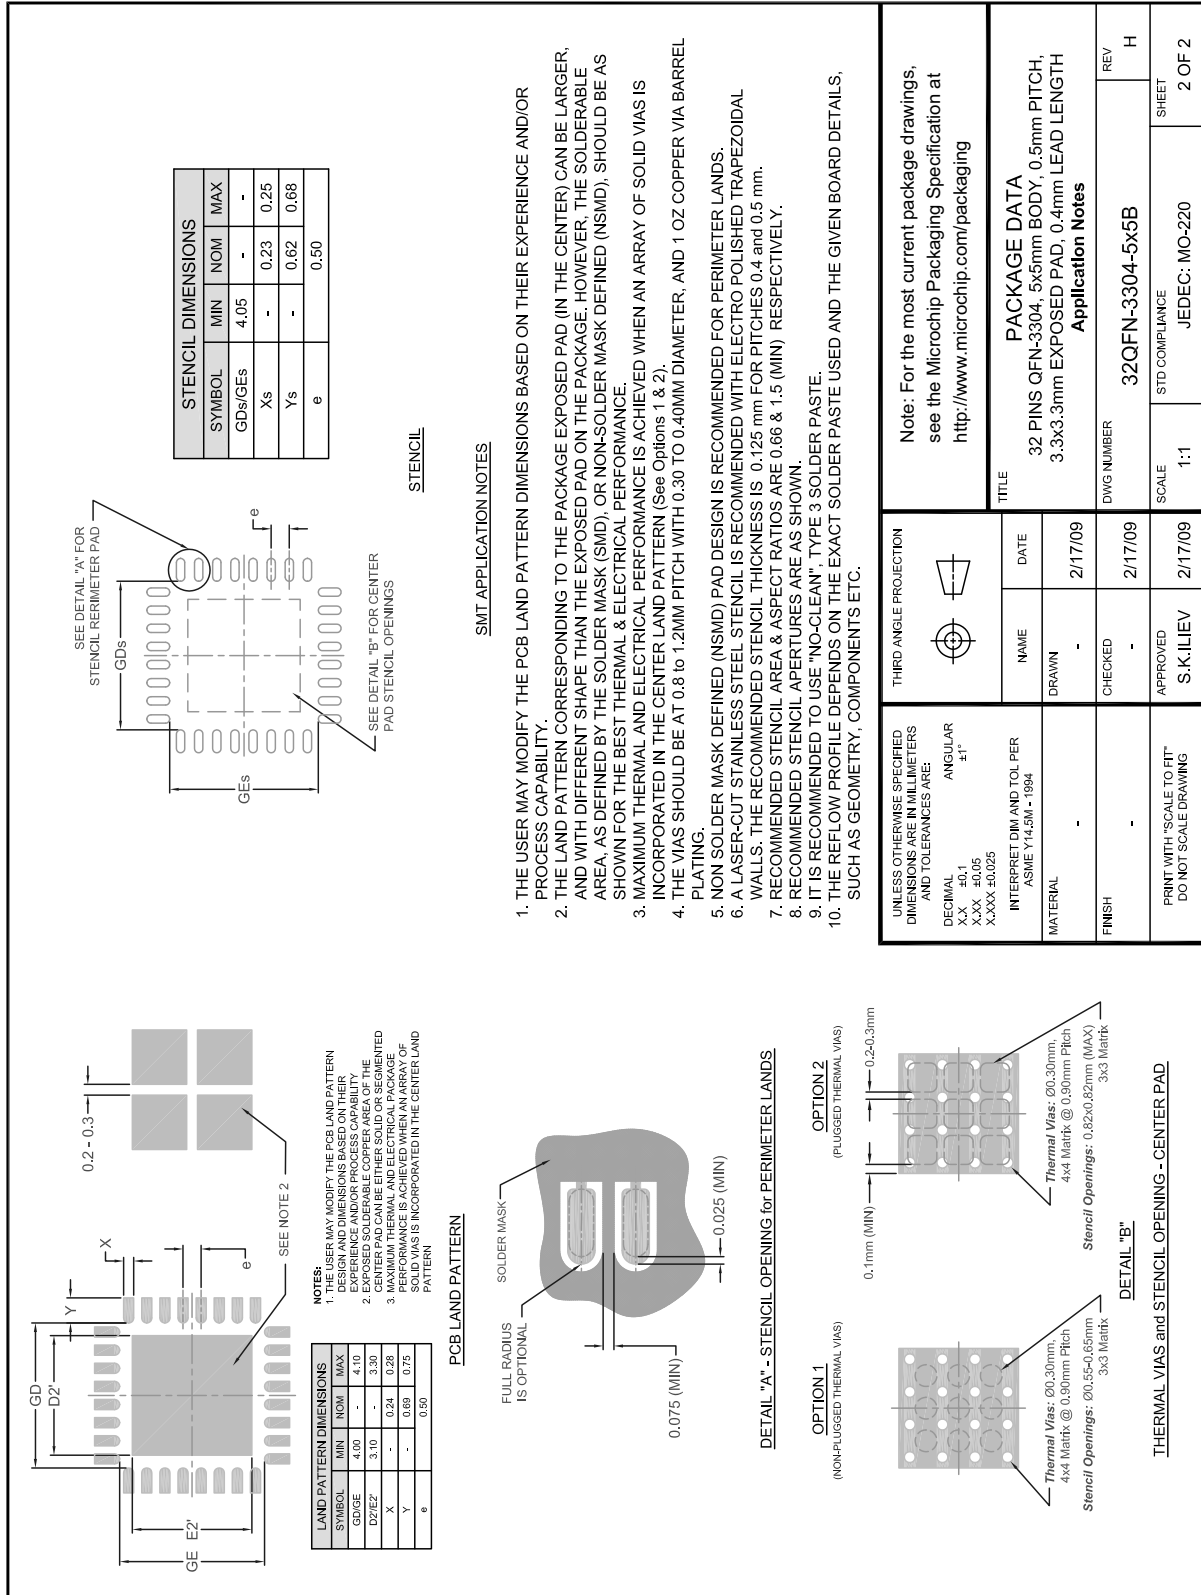 GD
D2'
GE
E2'
Y
X
e
0.2 - 0.3
SEE NOTE 2
LAND PATTERN DIMENSIONS
SYMBOL MIN NOM MAX
GD/GE 4.00 - 4.10
D2'/E2' 3.10 - 3.30
X - 0.24 0.28
Y - 0.69 0.75
e 0.50
NOTES:
1. THE USER MAY MODIFY THE PCB LAND PATTERN
DESIGN AND DIMENSIONS BASED ON THEIR
EXPERIENCE AND/OR PROCESS CAPABILITY
2. EXPOSED SOLDERABLE COPPER AREA OF THE
CENTER PAD CAN BE EITHER SOLID OR SEGMENTED
3. MAXIMUM THERMAL AND ELECTRICAL PACKAGE
PERFORMANCE IS ACHIEVED WHEN AN ARRAY OF
SOLID VIAS IS INCORPORATED IN THE CENTER LAND
PATTERN
PCB LAND PATTERN
FULL RADIUS
IS OPTIONAL
SOLDER MASK
0.075 (MIN)
0.025 (MIN)
DETAIL "A" - STENCIL OPENING for PERIMETER LANDS
OPTION 1
(NON-PLUGGED THERMAL VIAS)
OPTION 2
(PLUGGED THERMAL VIAS)
0.1mm (MIN)
0.2-0.3mm
Thermal Vias: Ø0.30mm,
4x4 Matrix @ 0.90mm Pitch
Stencil Openings: Ø0.55-0.65mm
3x3 Matrix
Thermal Vias: Ø0.30mm,
4x4 Matrix @ 0.90mm Pitch
Stencil Openings: 0.82x0.82mm (MAX)
3x3 Matrix
DETAIL "B"
THERMAL VIAS and STENCIL OPENING - CENTER PAD
SEE DETAIL "A" FOR
STENCIL RERIMETER PAD
GDs
GEs
e
SEE DETAIL "B" FOR CENTER
PAD STENCIL OPENINGS
STENCIL DIMENSIONS
SYMBOL MIN NOM MAX
GDs/GEs 4.05 - -
Xs - 0.23 0.25
Ys - 0.62 0.68
e 0.50
STENCIL
SMT APPLICATION NOTES
1. THE USER MAY MODIFY THE PCB LAND PATTERN DIMENSIONS BASED ON THEIR EXPERIENCE AND/OR
PROCESS CAPABILITY.
2. THE LAND PATTERN CORRESPONDING TO THE PACKAGE EXPOSED PAD (IN THE CENTER) CAN BE LARGER,
AND WITH DIFFERENT SHAPE THAN THE EXPOSED PAD ON THE PACKAGE. HOWEVER, THE SOLDERABLE
AREA, AS DEFINED BY THE SOLDER MASK (SMD), OR NON-SOLDER MASK DEFINED (NSMD), SHOULD BE AS
SHOWN FOR THE BEST THERMAL & ELECTRICAL PERFORMANCE.
3. MAXIMUM THERMAL AND ELECTRICAL PERFORMANCE IS ACHIEVED WHEN AN ARRAY OF SOLID VIAS IS
INCORPORATED IN THE CENTER LAND PATTERN (See Options 1 & 2).
4. THE VIAS SHOULD BE AT 0.8 to 1.2MM PITCH WITH 0.30 TO 0.40MM DIAMETER, AND 1 OZ COPPER VIA BARREL
PLATING.
5. NON SOLDER MASK DEFINED (NSMD) PAD DESIGN IS RECOMMENDED FOR PERIMETER LANDS.
6. A LASER-CUT STAINLESS STEEL STENCIL IS RECOMMENDED WITH ELECTRO POLISHED TRAPEZOIDAL
WALLS. THE RECOMMENDED STENCIL THICKNESS IS 0.125 mm FOR PITCHES 0.4 and 0.5 mm.
7. RECOMMENDED STENCIL AREA & ASPECT RATIOS ARE 0.66 & 1.5 (MIN) RESPECTIVELY.
8. RECOMMENDED STENCIL APERTURES ARE AS SHOWN.
9. IT IS RECOMMENDED TO USE "NO-CLEAN", TYPE 3 SOLDER PASTE.
10. THE REFLOW PROFILE DEPENDS ON THE EXACT SOLDER PASTE USED AND THE GIVEN BOARD DETAILS,
SUCH AS GEOMETRY, COMPONENTS ETC.
UNLESS OTHERWISE SPECIFIED
DIMENSIONS ARE IN MILLIMETERS
AND TOLERANCES ARE:
DECIMAL ANGULAR
X.X ±0.1 ±1°
X.XX ±0.05
X.XXX ±0.025
INTERPRET DIM AND TOL PER
ASME Y14.5M - 1994
MATERIAL
-
FINISH
-
PRINT WITH "SCALE TO FIT"
DO NOT SCALE DRAWING
THIRD ANGLE PROJECTION
NAME DATE
DRAWN
- 2/17/09
CHECKED
- 2/17/09
APPROVED
S.K.ILIEV 2/17/09
Note: For the most current package drawings,
see the Microchip Packaging Specification at
http://www.microchip.com/packaging
TITLE
PACKAGE DATA
32 PINS QFN-3304, 5x5mm BODY, 0.5mm PITCH,
3.3x3.3mm EXPOSED PAD, 0.4mm LEAD LENGTH
Application Notes
DWG NUMBER
32QFN-3304-5x5B
REV
H
SCALE
1:1
STD COMPLIANCE
JEDEC: MO-220
SHEET
2 OF 2